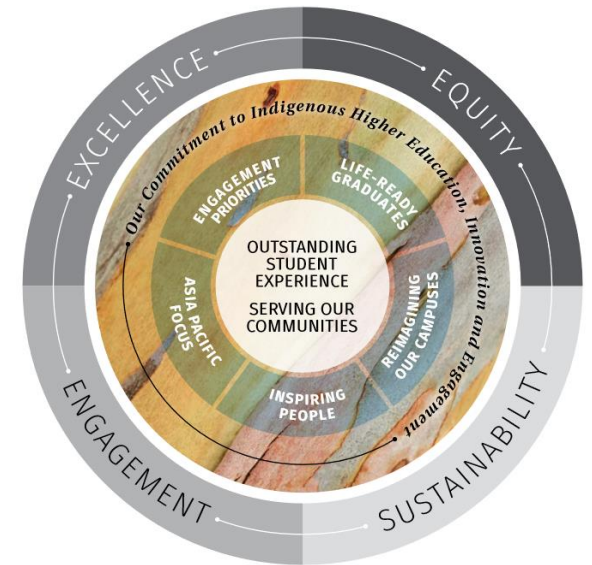 EXCELLENCE
EQUITY
Our Commitment to Indigenous Higher Education, Innovation and Engagement
ENGAGEMENT
PRIORITIES
LIFE-READY
GRADUATES
OUTSTANDING
STUDENT
EXPERIENCE
SERVING OUR
COMMUNITIES
ASIA PACIFIC
FOCUS
REIMAGINING
OUR CAMPUSES
INSPIRING
PEOPLE
ENGAGEMENT
SUSTAINABILITY